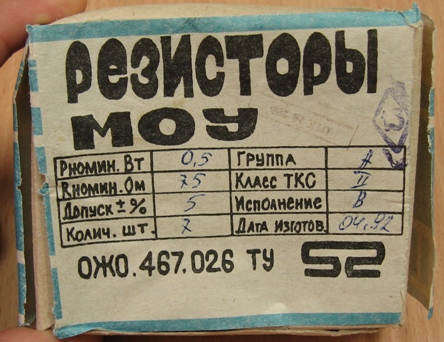 РЕЗИСТОРЫ
МОУ
Рномин. Вт 0,5 Группа А
Rномин. Ом 75 Класс ТКС II
Допуск ±% 5 Исполнение В
Колич. шт. 7 Дата изготов. 04.92
ОЖО.467.026 ТУ